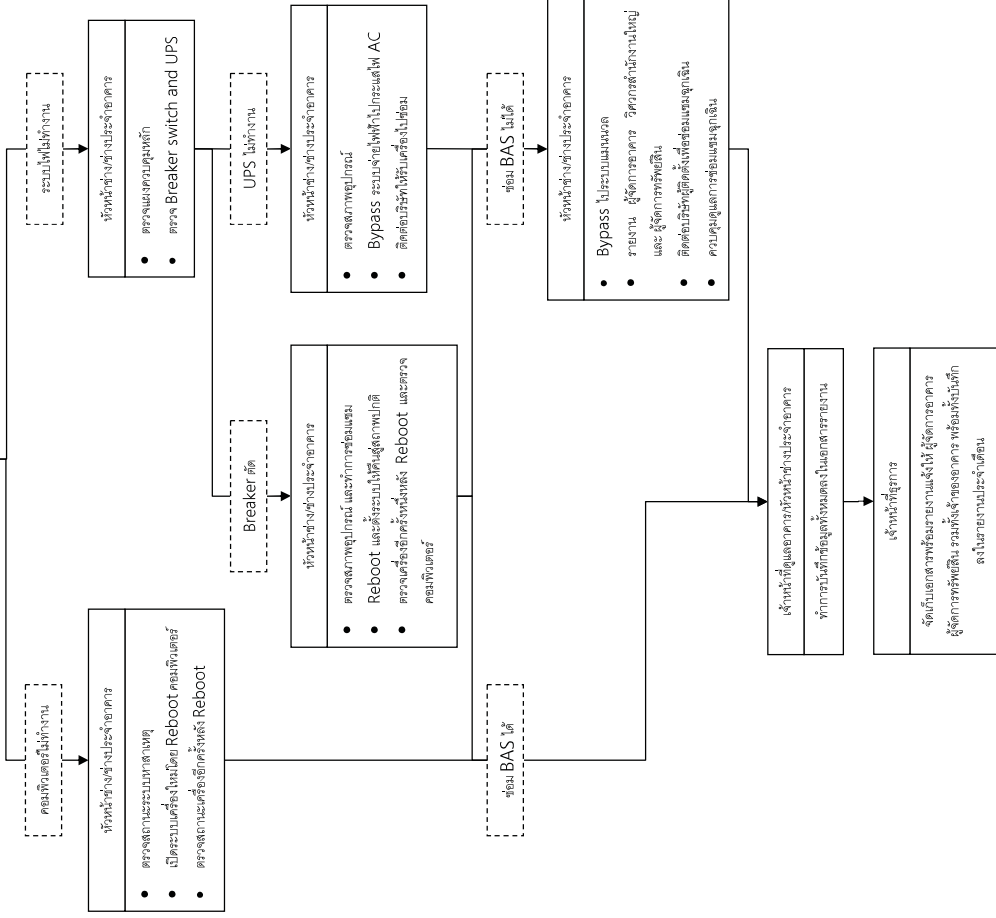 คอมพิวเตอร์ไม่ทำงาน
หัวหน้าช่าง/ช่างประจำอาคาร
• ตรวจสถานะระบบหาสาเหตุ
• เปิดระบบเครื่องใหม่โดย Reboot คอมพิวเตอร์
• ตรวจสถานะเครื่องอีกครั้งหลัง Reboot
ระบบไฟไม่ทำงาน
หัวหน้าช่าง/ช่างประจำอาคาร
• ตรวจแผงควบคุมหลัก
• ตรวจ Breaker switch and UPS
Breaker ตัด
หัวหน้าช่าง/ช่างประจำอาคาร
• ตรวจสภาพอุปกรณ์ และทำการซ่อมแซม
• Reboot และตั้งระบบให้คืนสู่สภาพปกติ
• ตรวจเครื่องอีกครั้งหนึ่งหลัง Reboot และตรวจ
คอมพิวเตอร์
UPS ไม่ทำงาน
หัวหน้าช่าง/ช่างประจำอาคาร
• ตรวจสภาพอุปกรณ์
• Bypass ระบบจ่ายไฟฟ้าไปกระแสไฟ AC
• ติดต่อบริษัทให้รับเครื่องไปซ่อม
ซ่อม BAS ได้
ซ่อม BAS ไม่ได้
หัวหน้าช่าง/ช่างประจำอาคาร
• Bypass ไประบบแมนนวล
• รายงาน ผู้จัดการอาคาร วิศวกรสำนักงานใหญ่
และ ผู้จัดการทรัพย์สิน
• ติดต่อบริษัทผู้ติดตั้งเพื่อซ่อมแซมฉุกเฉิน
• ควบคุมดูแลการซ่อมแซมฉุกเฉิน
เจ้าหน้าที่ดูแลอาคาร/หัวหน้าช่างประจำอาคาร
ทำการบันทึกข้อมูลทั้งหมดลงในเอกสารรายงาน
เจ้าหน้าที่ธุรการ
จัดเก็บเอกสารพร้อมรายงานแจ้งให้ ผู้จัดการอาคาร
ผู้จัดการทรัพย์สิน รวมทั้งเจ้าของอาคาร พร้อมทั้งบันทึก
ลงในรายงานประจำเดือน